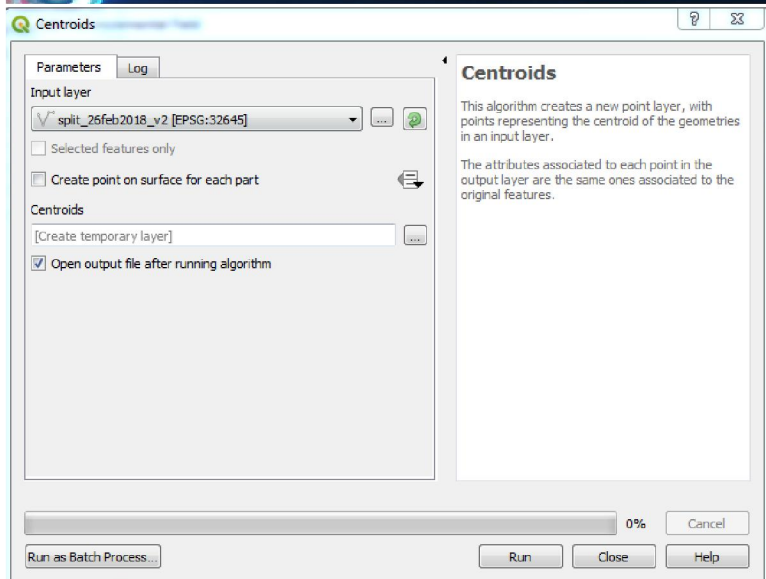 Centroids
Parameters
Log
Input layer
split_26feb2018_v2 [EPSG:32645]
...
Selected features only
Create point on surface for each part
Centroids
[Create temporary layer]
...
Open output file after running algorithm
Centroids
This algorithm creates a new point layer, with
points representing the centroid of the geometries
in an input layer.
The attributes associated to each point in the
output layer are the same ones associated to the
original features.
0%
Cancel
Run as Batch Process...
Run
Close
Help